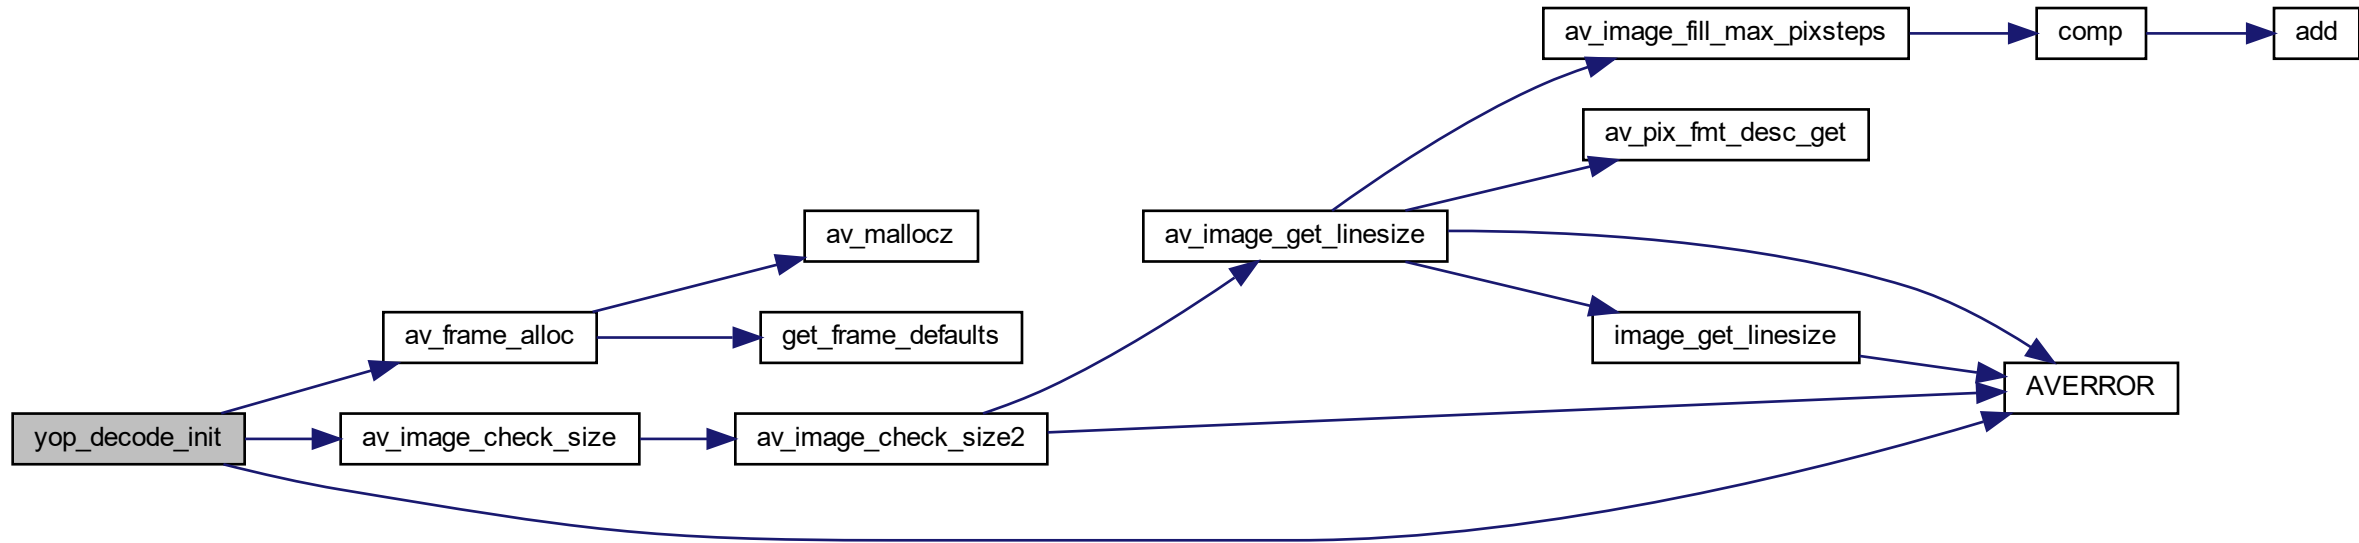 av_image_fill_max_pixsteps
comp
add
av_pix_fmt_desc_get
av_mallocz
av_image_get_linesize
av_frame_alloc
get_frame_defaults
image_get_linesize
AVERROR
yop_decode_init
av_image_check_size
av_image_check_size2